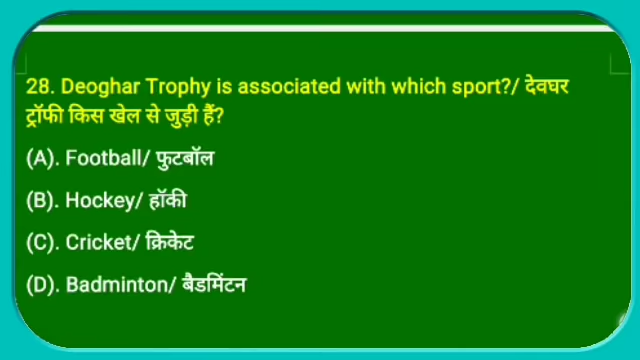 28. Deoghar Trophy is associated with which sport?/ देवघर
ट्रॉफी किस खेल से जुड़ी हैं?
(A). Football/ फुटबॉल
(B). Hockey/ हॉकी
(C). Cricket/ क्रिकेट
(D). Badminton/ बैडमिंटन